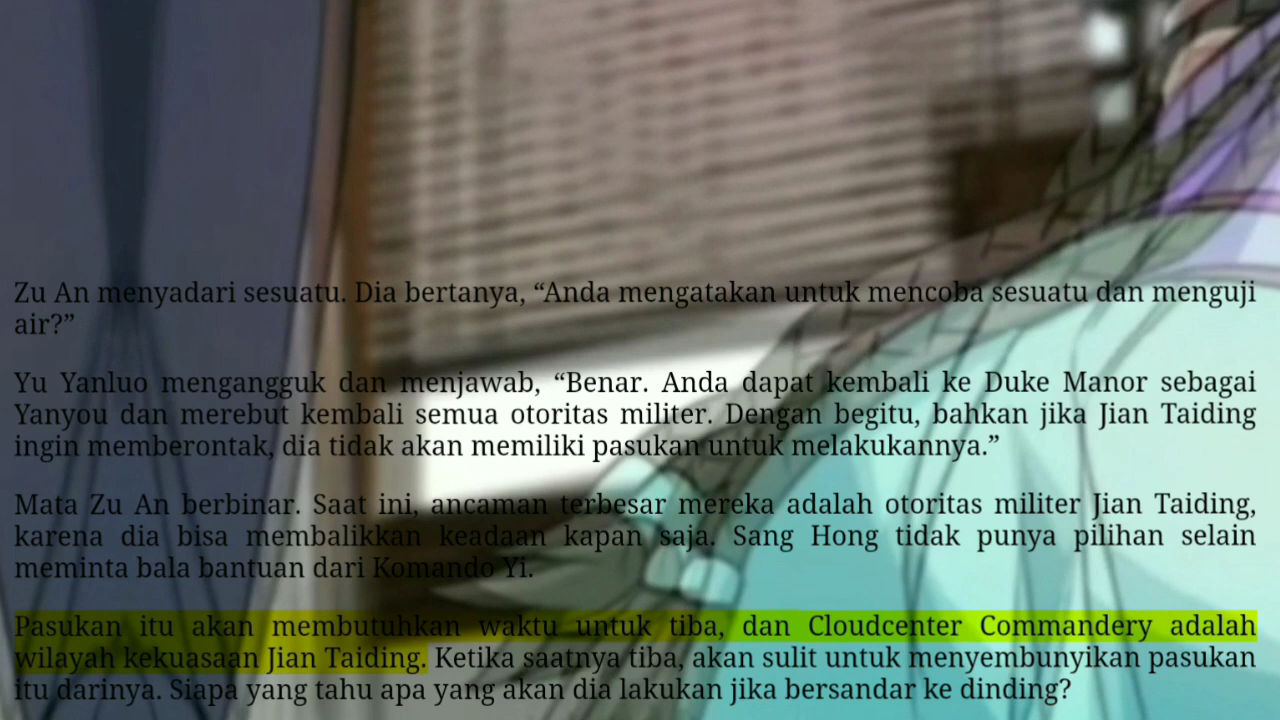 Zu An menyadari sesuatu. Dia bertanya, “Anda mengatakan untuk mencoba sesuatu dan menguji
air?”
Yu Yanluo mengangguk dan menjawab, “Benar. Anda dapat kembali ke Duke Manor sebagai
Yanyou dan merebut kembali semua otoritas militer. Dengan begitu, bahkan jika Jian Taiding
ingin memberontak, dia tidak akan memiliki pasukan untuk melakukannya.”
Mata Zu An berbinar. Saat ini, ancaman terbesar mereka adalah otoritas militer Jian Taiding,
karena dia bisa membalikkan keadaan kapan saja. Sang Hong tidak punya pilihan selain
meminta bala bantuan dari Komando Yi.
Pasukan itu akan membutuhkan waktu untuk tiba, dan Cloudcenter Commandery adalah
wilayah kekuasaan Jian Taiding. Ketika saatnya tiba, akan sulit untuk menyembunyikan pasukan
itu darinya. Siapa yang tahu apa yang akan dia lakukan jika bersandar ke dinding?